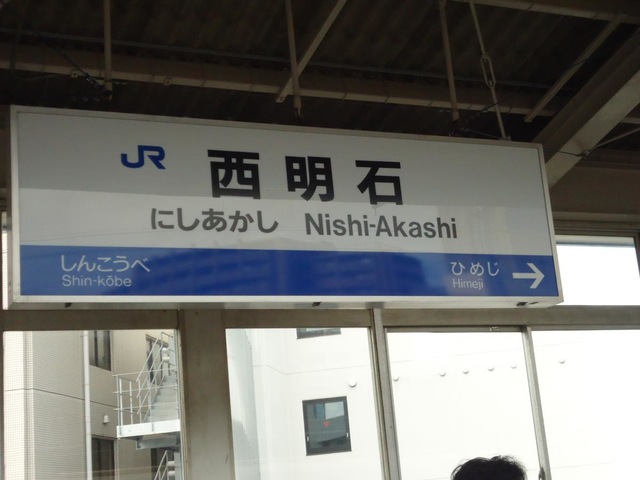 JR 西明石
にしあかし Nishi-Akashi
しんこうべ ひめじ →
Shin-kōbe Himeji